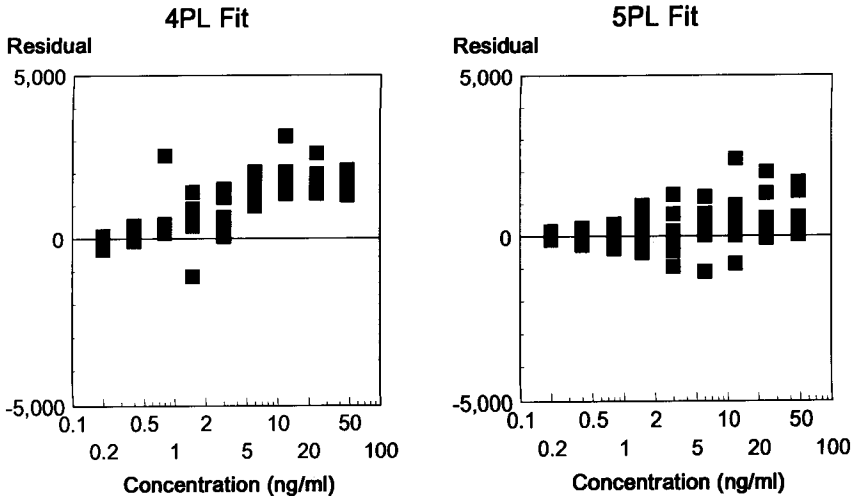 4PL Fit
Residual
5,000
0
-5,000
0.1 0.5 2 10 50
0.2 1 5 20 100
Concentration (ng/ml)
5PL Fit
Residual
5,000
0
-5,000
0.1 0.5 2 10 50
0.2 1 5 20 100
Concentration (ng/ml)